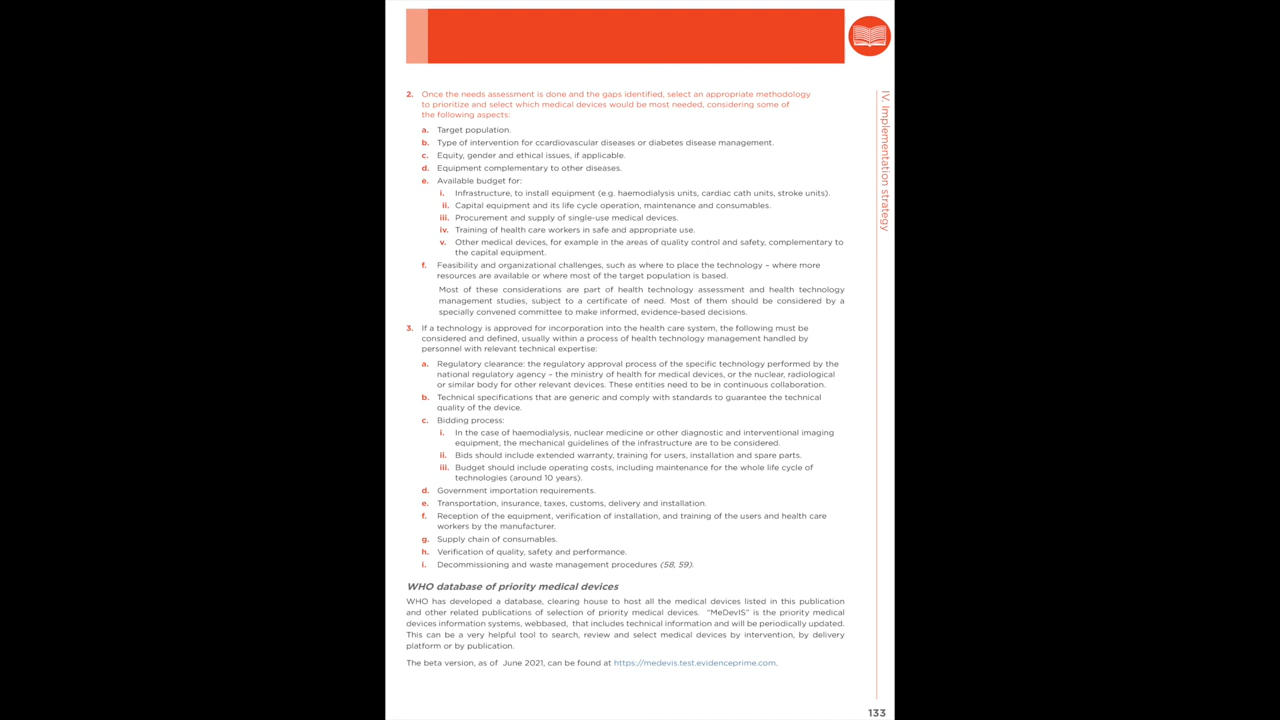 2. Once the needs assessment is done and the gaps identified, select an appropriate methodology
to prioritize and select which medical devices would be most needed, considering some of
the following aspects:
a. Target population.
b. Type of intervention for ccardiovascular diseases or diabetes disease management.
c. Equity, gender and ethical issues, if applicable.
d. Equipment complementary to other diseases.
e. Available budget for:
i. Infrastructure, to install equipment (e.g. haemodialysis units, cardiac cath units, stroke units).
ii. Capital equipment and its life cycle operation, maintenance and consumables.
iii. Procurement and supply of single-use medical devices.
iv. Training of health care workers in safe and appropriate use.
v. Other medical devices, for example in the areas of quality control and safety, complementary to
the capital equipment.
f. Feasibility and organizational challenges, such as where to place the technology – where more
resources are available or where most of the target population is based.
Most of these considerations are part of health technology assessment and health technology
management studies, subject to a certificate of need. Most of them should be considered by a
specially convened committee to make informed, evidence-based decisions.
3. If a technology is approved for incorporation into the health care system, the following must be
considered and defined, usually within a process of health technology management handled by
personnel with relevant technical expertise:
a. Regulatory clearance: the regulatory approval process of the specific technology performed by the
national regulatory agency – the ministry of health for medical devices, or the nuclear, radiological
or similar body for other relevant devices. These entities need to be in continuous collaboration.
b. Technical specifications that are generic and comply with standards to guarantee the technical
quality of the device.
c. Bidding process:
i. In the case of haemodialysis, nuclear medicine or other diagnostic and interventional imaging
equipment, the mechanical guidelines of the infrastructure are to be considered.
ii. Bids should include extended warranty, training for users, installation and spare parts.
iii. Budget should include operating costs, including maintenance for the whole life cycle of
technologies (around 10 years).
d. Government importation requirements.
e. Transportation, insurance, taxes, customs, delivery and installation.
f. Reception of the equipment, verification of installation, and training of the users and health care
workers by the manufacturer.
g. Supply chain of consumables.
h. Verification of quality, safety and performance.
i. Decommissioning and waste management procedures (58, 59).
WHO database of priority medical devices
WHO has developed a database, clearing house to host all the medical devices listed in this publication
and other related publications of selection of priority medical devices. “MeDevIS” is the priority medical
devices information systems, webbased, that includes technical information and will be periodically updated.
This can be a very helpful tool to search, review and select medical devices by intervention, by delivery
platform or by publication.
The beta version, as of June 2021, can be found at https://medevis.test.evidenceprime.com.
IV. Implementation strategy
133